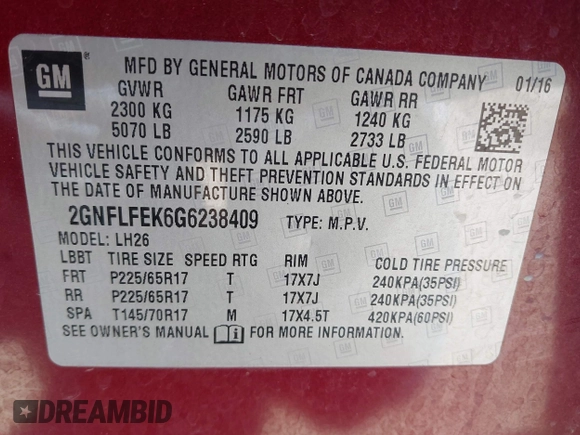 GM
MFD BY GENERAL MOTORS OF CANADA COMPANY 01/16
GVWR GAWR FRT GAWR RR
2300 KG 1175 KG 1240 KG
5070 LB 2590 LB 2733 LB
THIS VEHICLE CONFORMS TO ALL APPLICABLE U.S. FEDERAL MOTOR
VEHICLE SAFETY AND THEFT PREVENTION STANDARDS IN EFFECT ON
THE DATE OF MANUFACTURE SHOWN ABOVE.
2GNFLFEK6G6238409 TYPE: M.P.V.
MODEL: LH26
LBBT TIRE SIZE SPEED RTG RIM COLD TIRE PRESSURE
FRT P225/65R17 T 17X7J 240KPA(35PSI)
RR P225/65R17 T 17X7J 240KPA(35PSI)
SPA T145/70R17 M 17X4.5T 420KPA(60PSI)
SEE OWNER'S MANUAL FOR MORE INFORMATION.
DREAMBID